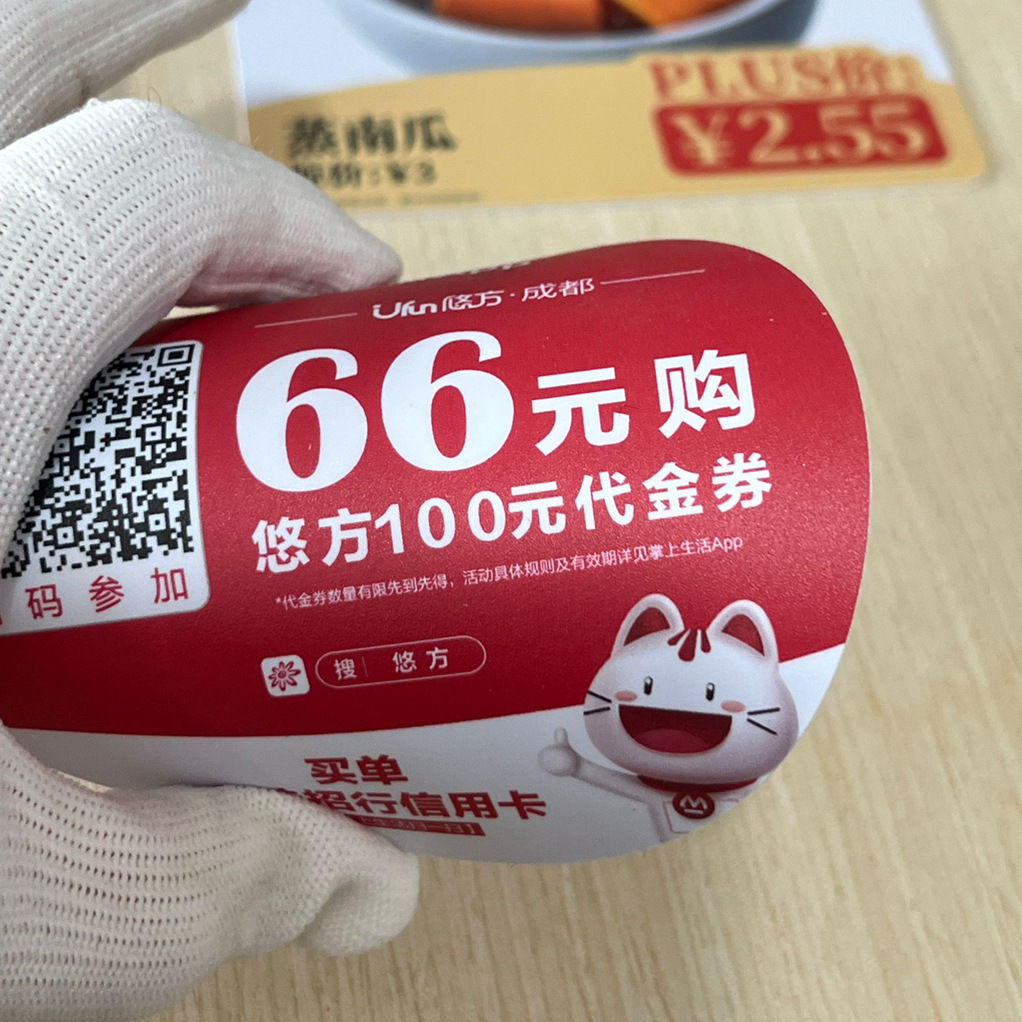 蒸南瓜
价:¥3
PLUS价
¥2.55
Ufun悠方·成都
66元购
悠方100元代金券
*代金券数量有限先到先得，活动具体规则及有效期详见掌上生活App
码参加
搜 悠方
买单
招行信用卡